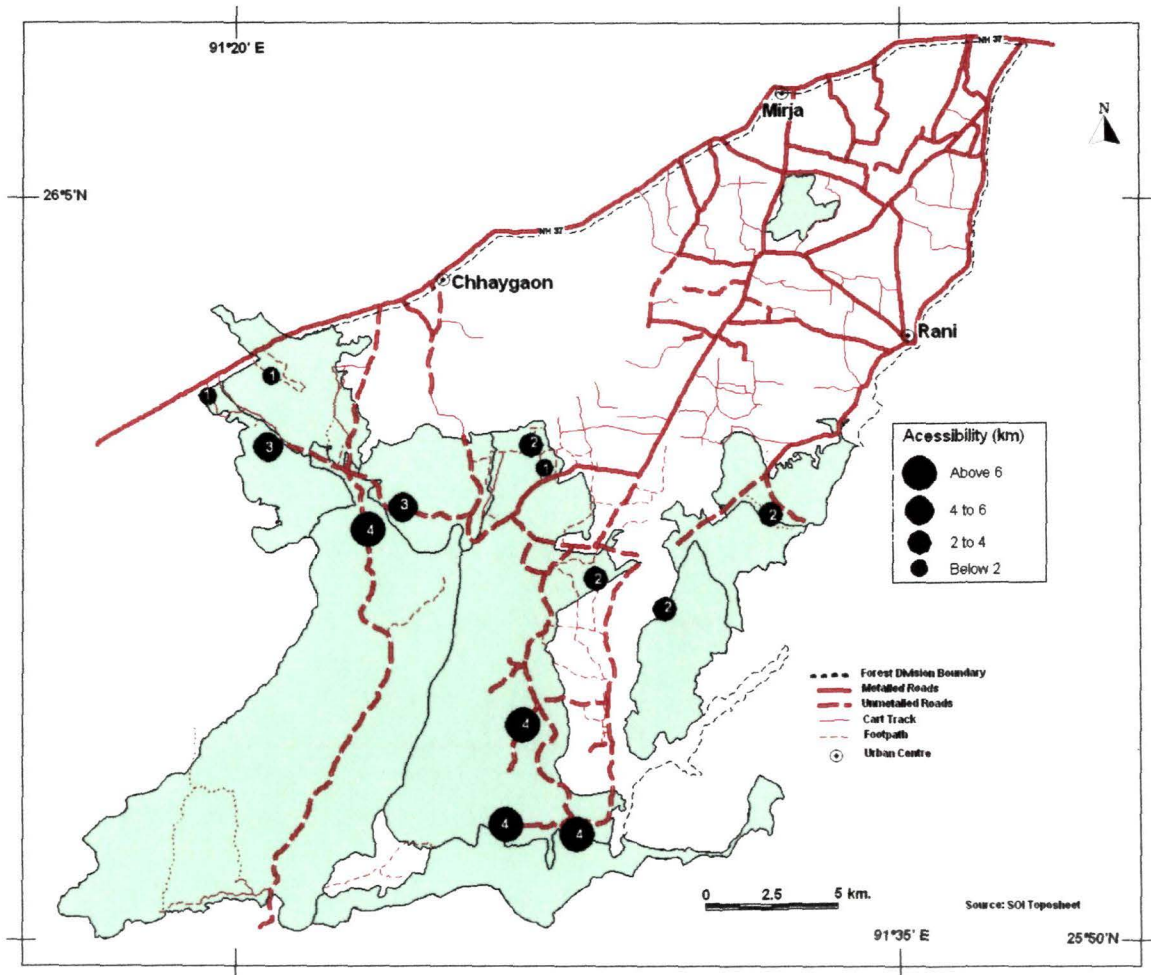 91°20' E
NH 37
Mirja
N
26°5'N
NH 37
Chhaygaon
Rani
1
1
3
2
1
3
4
2
2
2
4
4
4
Acessibility (km)
Above 6
4 to 6
2 to 4
Below 2
Forest Division Boundary
Metalled Roads
Unmetalled Roads
Cart Track
Footpath
Urban Centre
0 2.5 5 km.
Source: SOI Toposheet
91°35' E
25°50'N